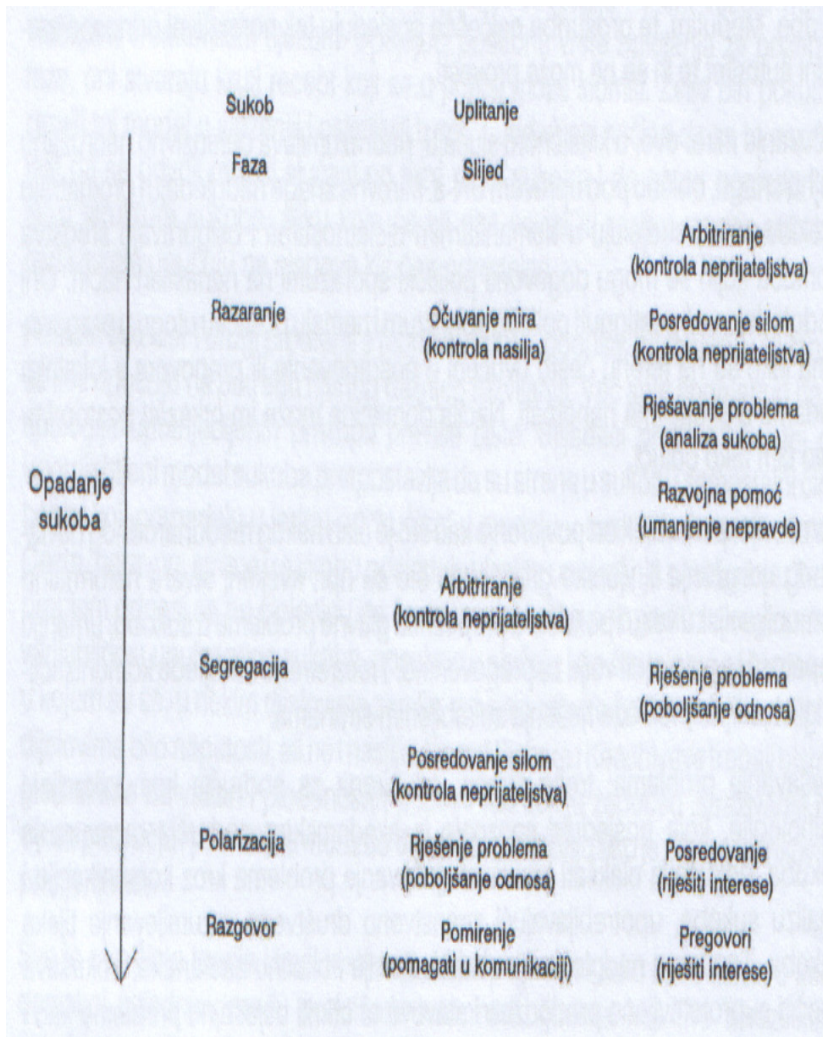 Sukob
Uplitanje
Faza
Slijed
Arbitriranje
(kontrola neprijateljstva)
Razaranje
Očuvanje mira
(kontrola nasilja)
Posredovanje silom
(kontrola neprijateljstva)
Rješavanje problema
(analiza sukoba)
Opadanje
sukoba
Razvojna pomoć
(umanjenje nepravde)
Arbitriranje
(kontrola neprijateljstva)
Segregacija
Rješenje problema
(poboljšanje odnosa)
Posredovanje silom
(kontrola neprijateljstva)
Polarizacija
Rješenje problema
(poboljšanje odnosa)
Posredovanje
(riješiti interese)
Razgovor
Pomirenje
(pomagati u komunikaciji)
Pregovori
(riješiti interese)